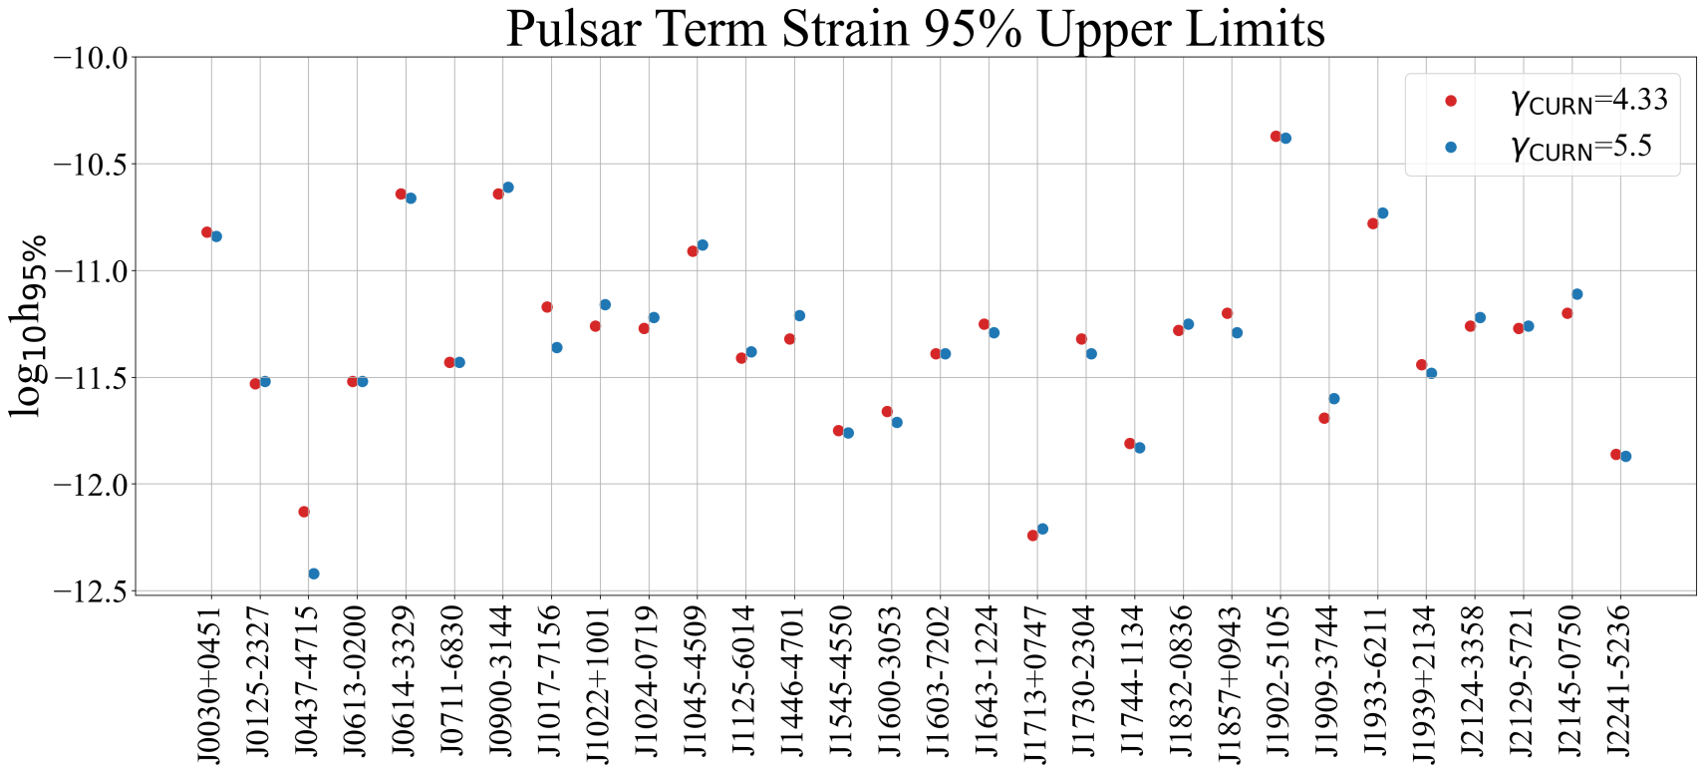 Pulsar Term Strain 95% Upper Limits
log₁₀h₉₅%
−10.0
−10.5
−11.0
−11.5
−12.0
−12.5
γCURN=4.33
γCURN=5.5
J0030+0451
J0125-2327
J0437-4715
J0613-0200
J0614-3329
J0711-6830
J0900-3144
J1017-7156
J1022+1001
J1024-0719
J1045-4509
J1125-6014
J1446-4701
J1545-4550
J1600-3053
J1603-7202
J1643-1224
J1713+0747
J1730-2304
J1744-1134
J1832-0836
J1857+0943
J1902-5105
J1909-3744
J1933-6211
J1939+2134
J2124-3358
J2129-5721
J2145-0750
J2241-5236